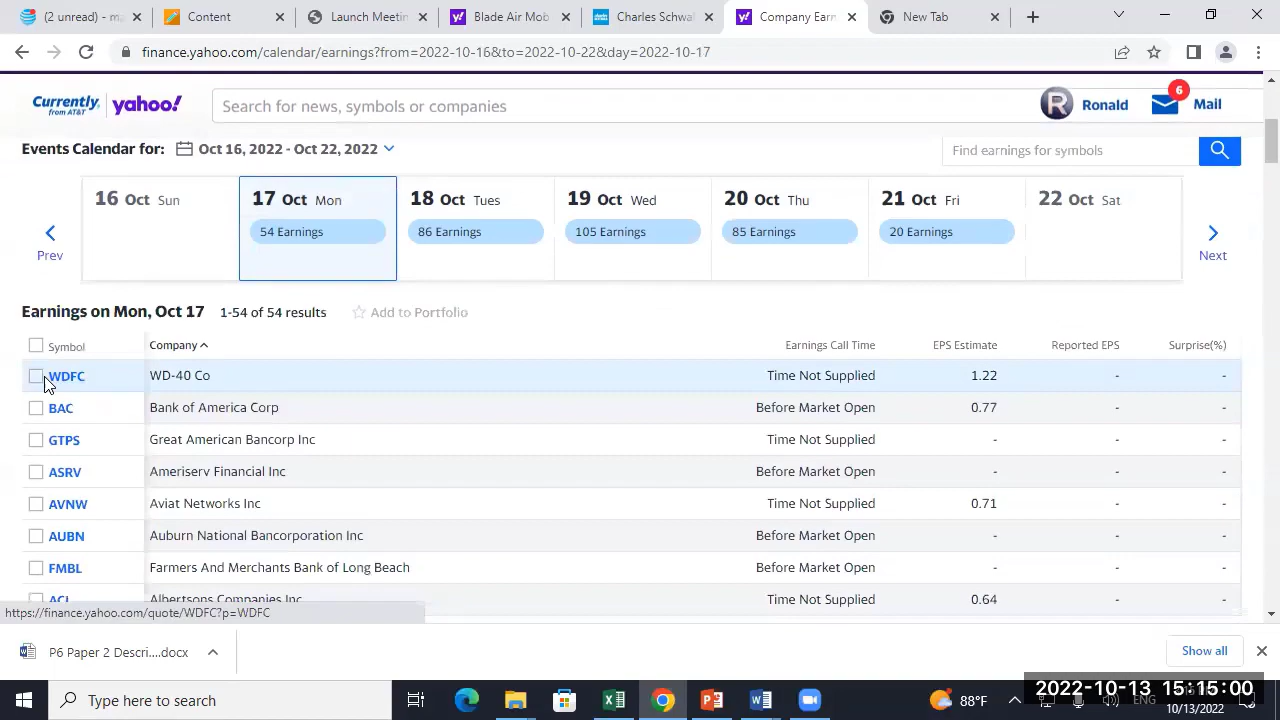 (2 unread) - m
Content
Launch Meetin
Blade Air Mob
Charles Schwa
Company Earn
New Tab
finance.yahoo.com/calendar/earnings?from=2022-10-16&to=2022-10-22&day=2022-10-17
Currently,
from AT&T
yahoo!
Search for news, symbols or companies
R
Ronald
6
Mail
Events Calendar for: Oct 16, 2022 - Oct 22, 2022
Find earnings for symbols
16 Oct Sun
17 Oct Mon
18 Oct Tues
19 Oct Wed
20 Oct Thu
21 Oct Fri
22 Oct Sat
54 Earnings
86 Earnings
105 Earnings
85 Earnings
20 Earnings
Prev
Next
Earnings on Mon, Oct 17 1-54 of 54 results Add to Portfolio
Symbol Company Earnings Call Time EPS Estimate Reported EPS Surprise(%)
WDFC WD-40 Co Time Not Supplied 1.22 - -
BAC Bank of America Corp Before Market Open 0.77 - -
GTPS Great American Bancorp Inc Time Not Supplied - - -
ASRV Ameriserv Financial Inc Before Market Open - - -
AVNW Aviat Networks Inc Time Not Supplied 0.71 - -
AUBN Auburn National Bancorporation Inc Before Market Open - - -
FMBL Farmers And Merchants Bank of Long Beach Before Market Open - - -
ACI Albertsons Companies Inc Time Not Supplied 0.64 - -
https://finance.yahoo.com/quote/WDFC?p=WDFC
P6 Paper 2 Descri....docx
Show all
Type here to search
88°F
ENG
2022-10-13 15:15:00
10/13/2022